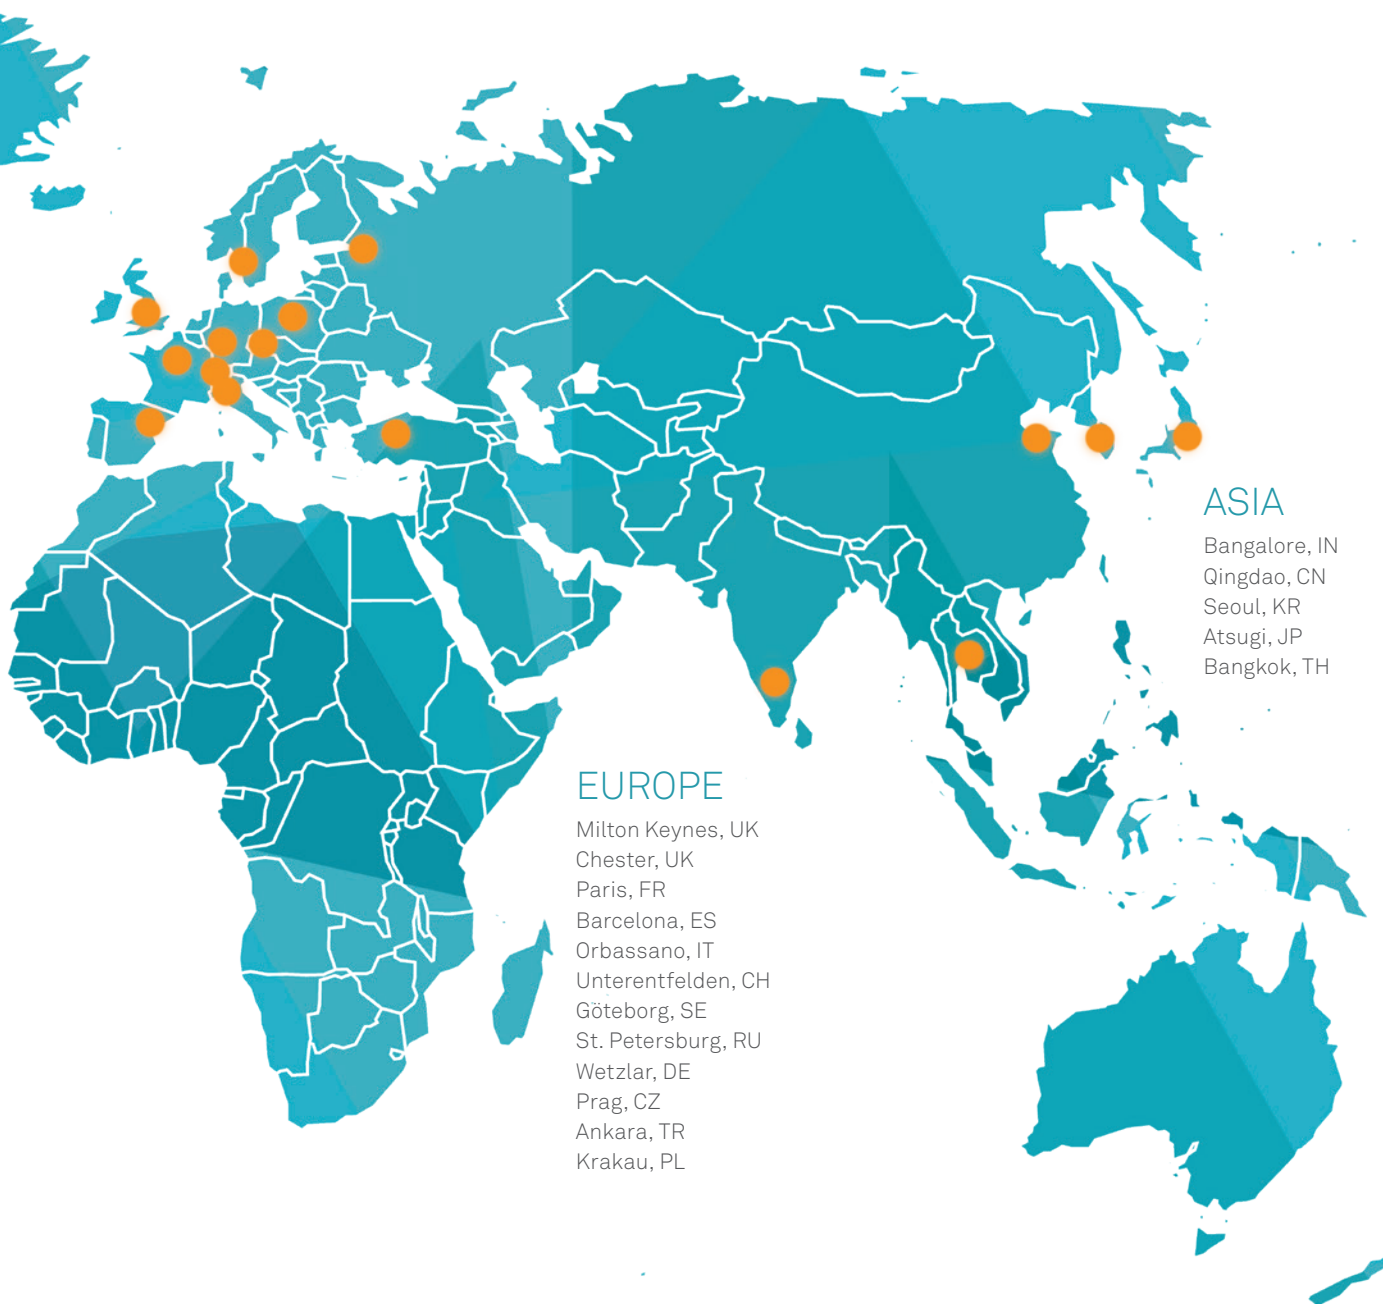 ASIA
Bangalore, IN
Qingdao, CN
Seoul, KR
Atsugi, JP
Bangkok, TH
EUROPE
Milton Keynes, UK
Chester, UK
Paris, FR
Barcelona, ES
Orbassano, IT
Unterentfelden, CH
Göteborg, SE
St. Petersburg, RU
Wetzlar, DE
Prag, CZ
Ankara, TR
Krakau, PL